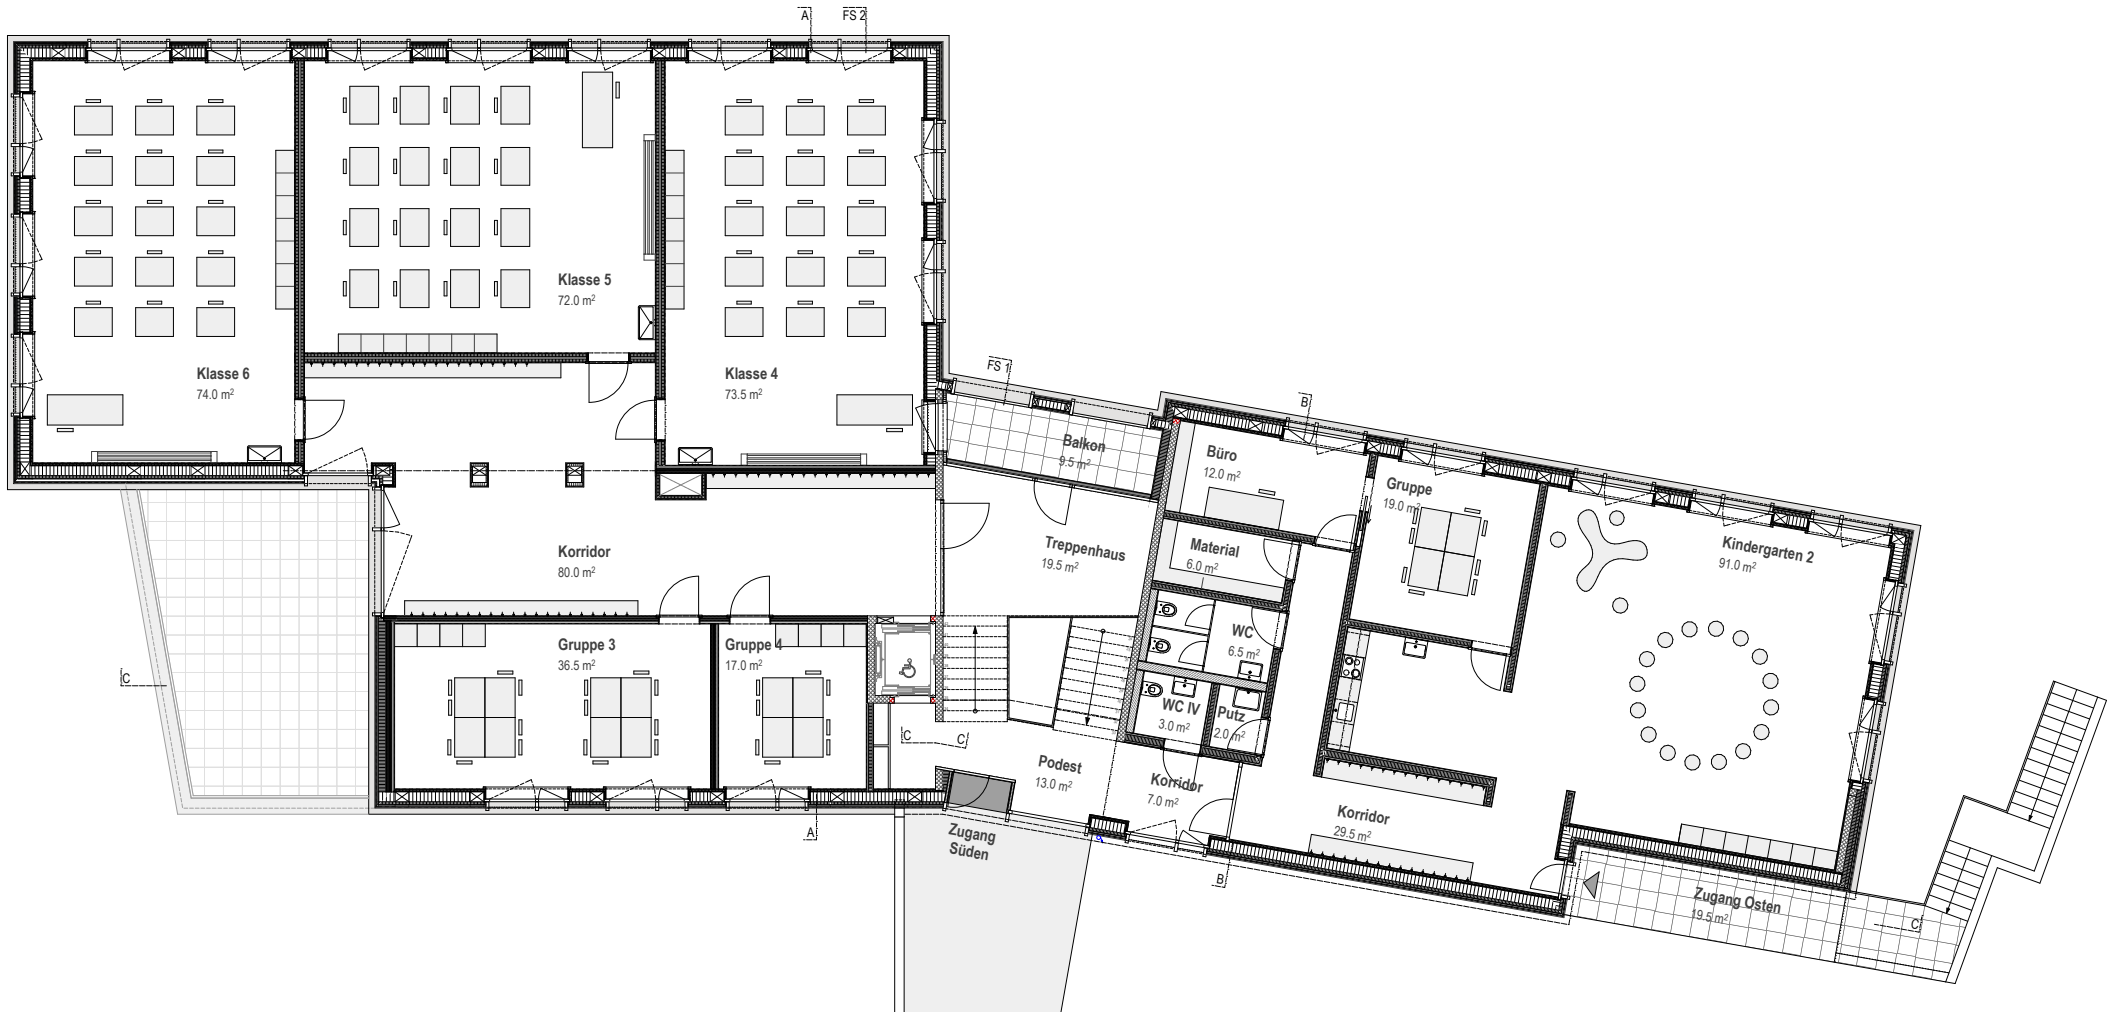 A
FS 2
Klasse 5
72.0 m²
Klasse 6
74.0 m²
Klasse 4
73.5 m²
FS 1
B
Balkon
9.5 m²
Büro
12.0 m²
Gruppe
19.0 m²
Kindergarten 2
91.0 m²
Korridor
80.0 m²
Treppenhaus
19.5 m²
Material
6.0 m²
WC
6.5 m²
Gruppe 3
36.5 m²
Gruppe 4
17.0 m²
C
C
C
WC IV
3.0 m²
Putz
2.0 m²
Podest
13.0 m²
Korridor
7.0 m²
Korridor
29.5 m²
A
Zugang
Süden
B
Zugang Osten
19.5 m²
C